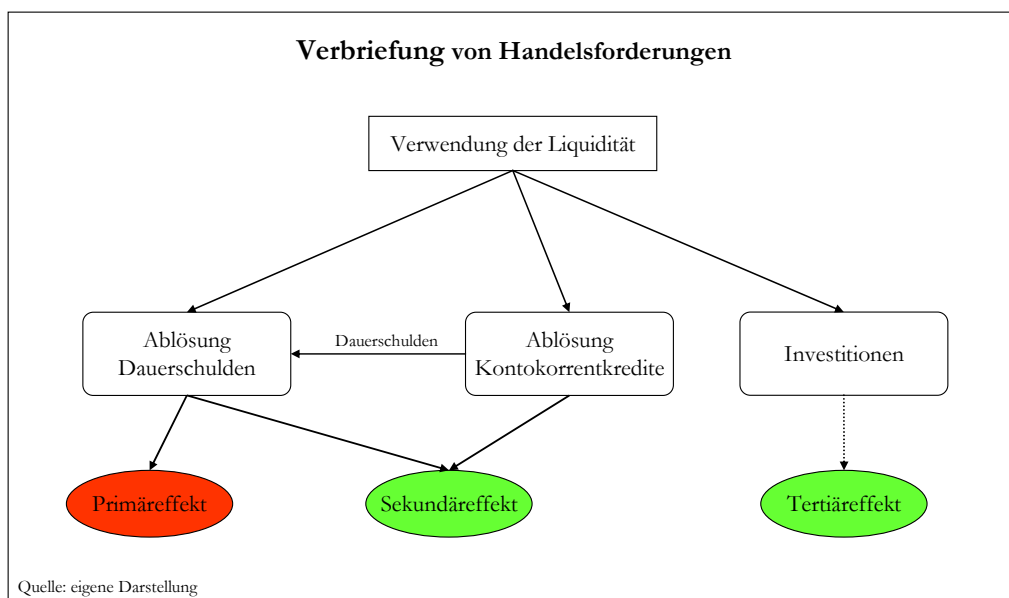 Verbriefung von Handelsforderungen
Verwendung der Liquidität
Ablösung
Dauerschulden
Dauerschulden
Ablösung
Kontokorrentkredite
Investitionen
Primäreffekt
Sekundäreffekt
Tertiäreffekt
Quelle: eigene Darstellung